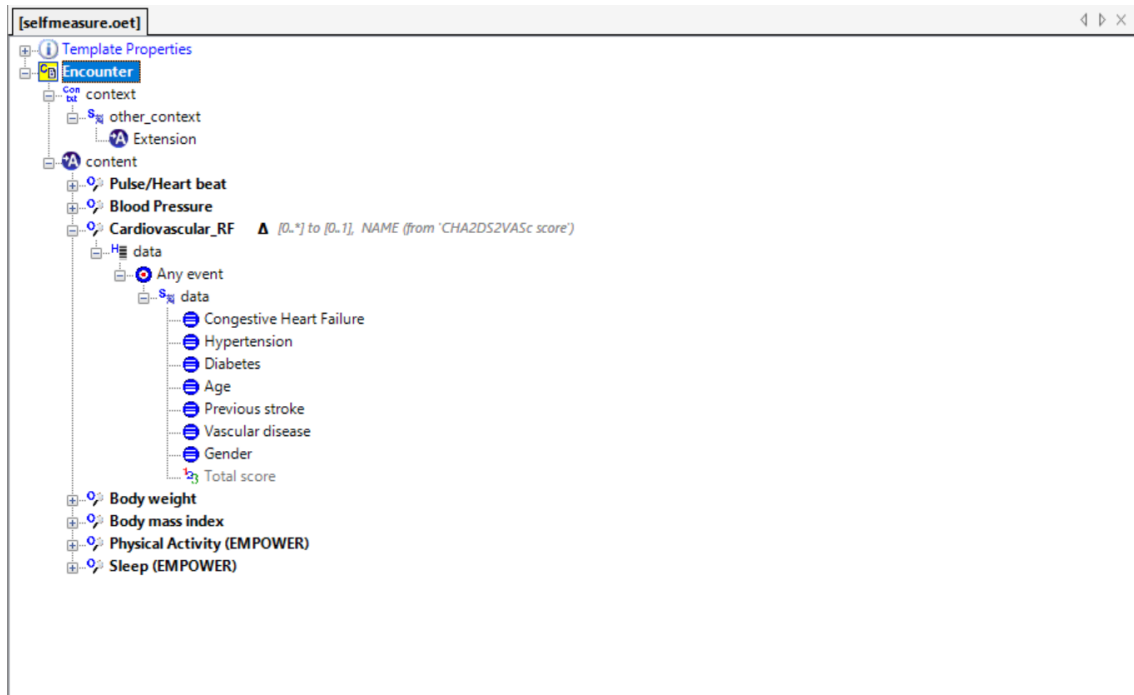 [selfmeasure.oet]
Template Properties
Encounter
context
other_context
Extension
content
Pulse/Heart beat
Blood Pressure
Cardiovascular_RF Δ [0..*] to [0..1], NAME (from 'CHA2DS2VASc score')
data
Any event
data
Congestive Heart Failure
Hypertension
Diabetes
Age
Previous stroke
Vascular disease
Gender
Total score
Body weight
Body mass index
Physical Activity (EMPOWER)
Sleep (EMPOWER)